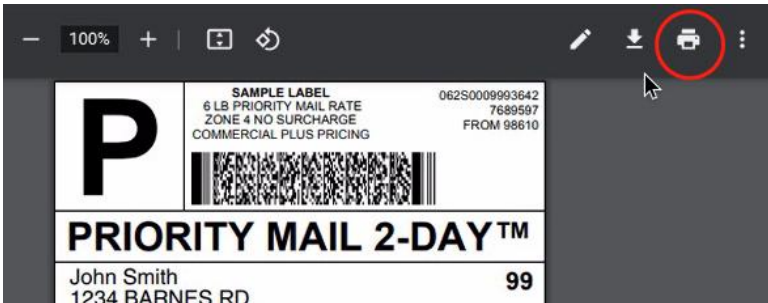 100%
P
SAMPLE LABEL
6 LB PRIORITY MAIL RATE
ZONE 4 NO SURCHARGE
COMMERCIAL PLUS PRICING
062S0009993642
7689597
FROM 98610
PRIORITY MAIL 2-DAY™
John Smith
99
1234 BARNES RD